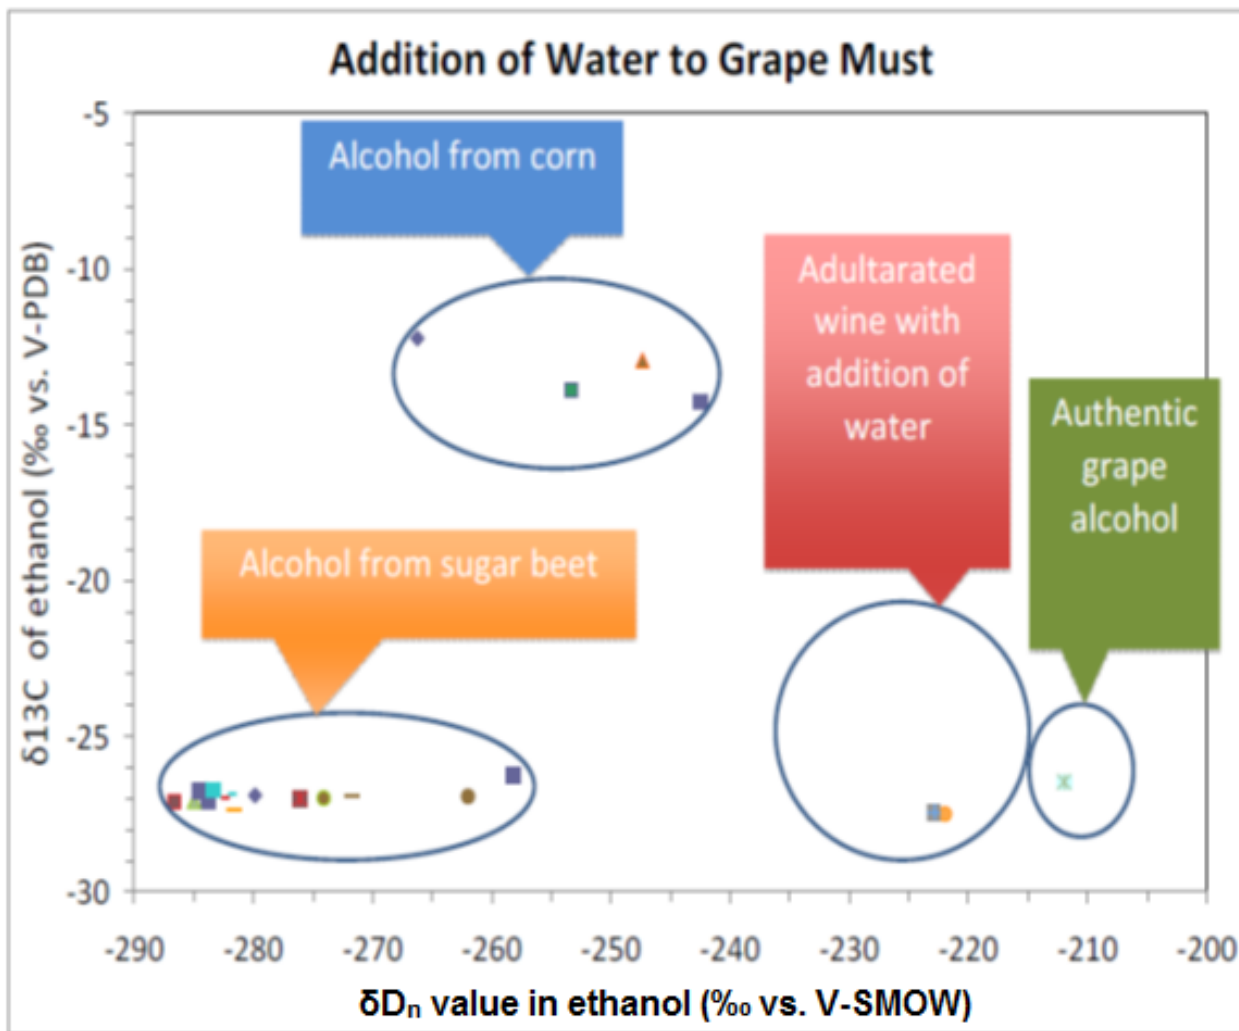 Addition of Water to Grape Must
Alcohol from corn
Adultarated
wine with
addition of
water
Authentic
grape
alcohol
Alcohol from sugar beet
δ13C of ethanol (‰ vs. V-PDB)
-5
-10
-15
-20
-25
-30
-290 -280 -270 -260 -250 -240 -230 -220 -210 -200
δDₙ value in ethanol (‰ vs. V-SMOW)